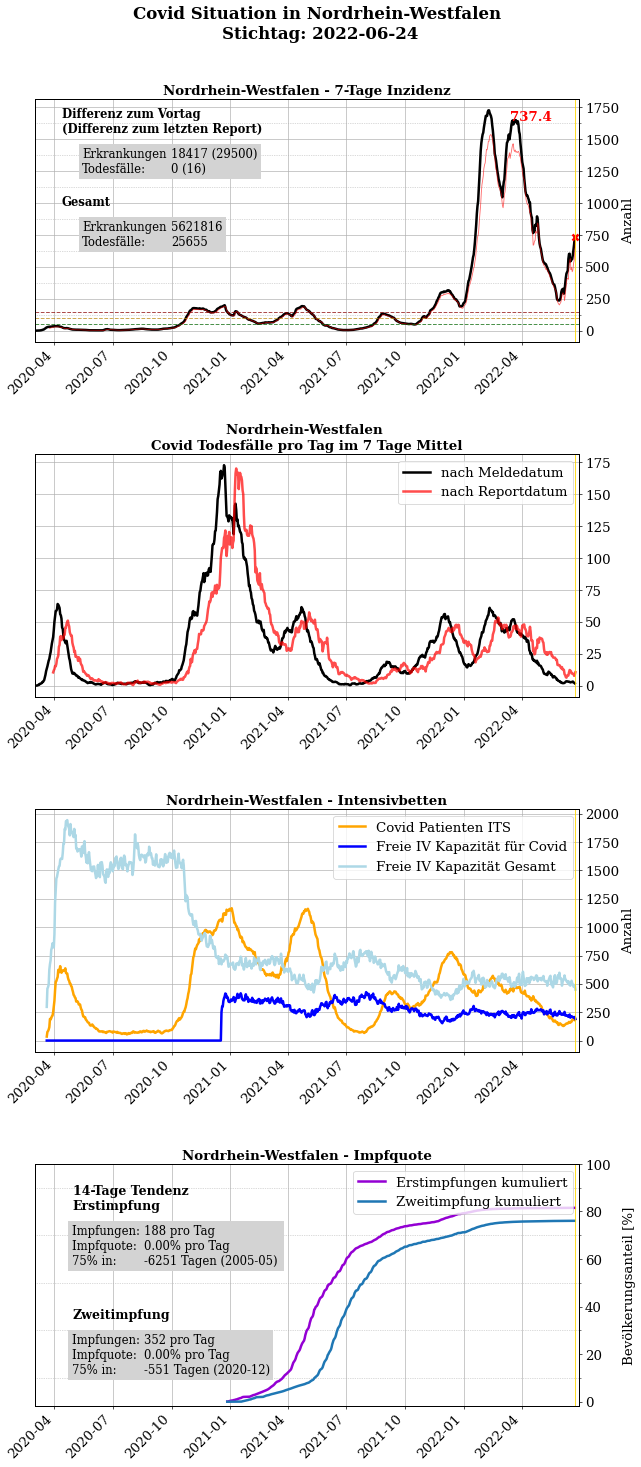 Covid Situation in Nordrhein-Westfalen
Stichtag: 2022-06-24
Nordrhein-Westfalen - 7-Tage Inzidenz
Differenz zum Vortag
(Differenz zum letzten Report)
Erkrankungen 18417 (29500)
Todesfälle: 0 (16)
Gesamt
Erkrankungen 5621816
Todesfälle: 25655
737.4
x
1750
1500
1250
1000
750
500
250
0
Anzahl
2020-04 2020-07 2020-10 2021-01 2021-04 2021-07 2021-10 2022-01 2022-04
Nordrhein-Westfalen
Covid Todesfälle pro Tag im 7 Tage Mittel
nach Meldedatum
nach Reportdatum
175
150
125
100
75
50
25
0
2020-04 2020-07 2020-10 2021-01 2021-04 2021-07 2021-10 2022-01 2022-04
Nordrhein-Westfalen - Intensivbetten
Covid Patienten ITS
Freie IV Kapazität für Covid
Freie IV Kapazität Gesamt
2000
1750
1500
1250
1000
750
500
250
0
Anzahl
2020-04 2020-07 2020-10 2021-01 2021-04 2021-07 2021-10 2022-01 2022-04
Nordrhein-Westfalen - Impfquote
14-Tage Tendenz
Erstimpfung
Impfungen: 188 pro Tag
Impfquote: 0.00% pro Tag
75% in: -6251 Tagen (2005-05)
Zweitimpfung
Impfungen: 352 pro Tag
Impfquote: 0.00% pro Tag
75% in: -551 Tagen (2020-12)
Erstimpfungen kumuliert
Zweitimpfung kumuliert
100
80
60
40
20
0
Bevölkerungsanteil [%]
2020-04 2020-07 2020-10 2021-01 2021-04 2021-07 2021-10 2022-01 2022-04